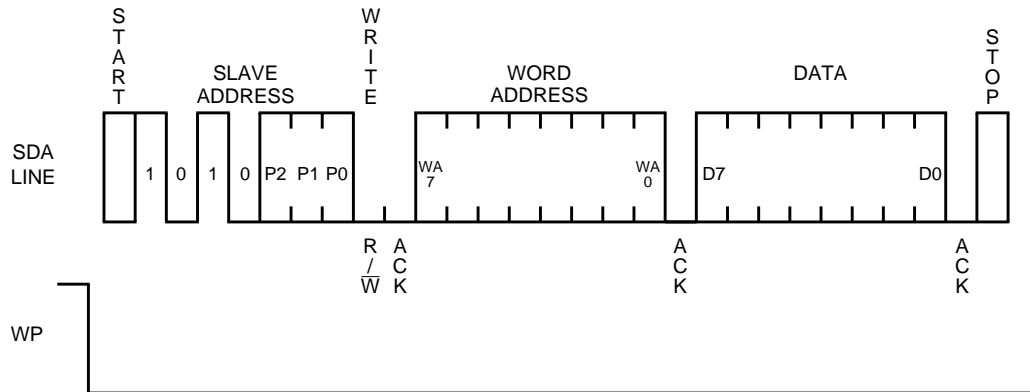 START
WRITE
STOP
SLAVE
ADDRESS
WORD
ADDRESS
DATA
SDA
LINE
1 0 1 0 P2 P1 P0
WA
7
WA
0
D7 D0
R
/
W
ACK
ACK
ACK
WP